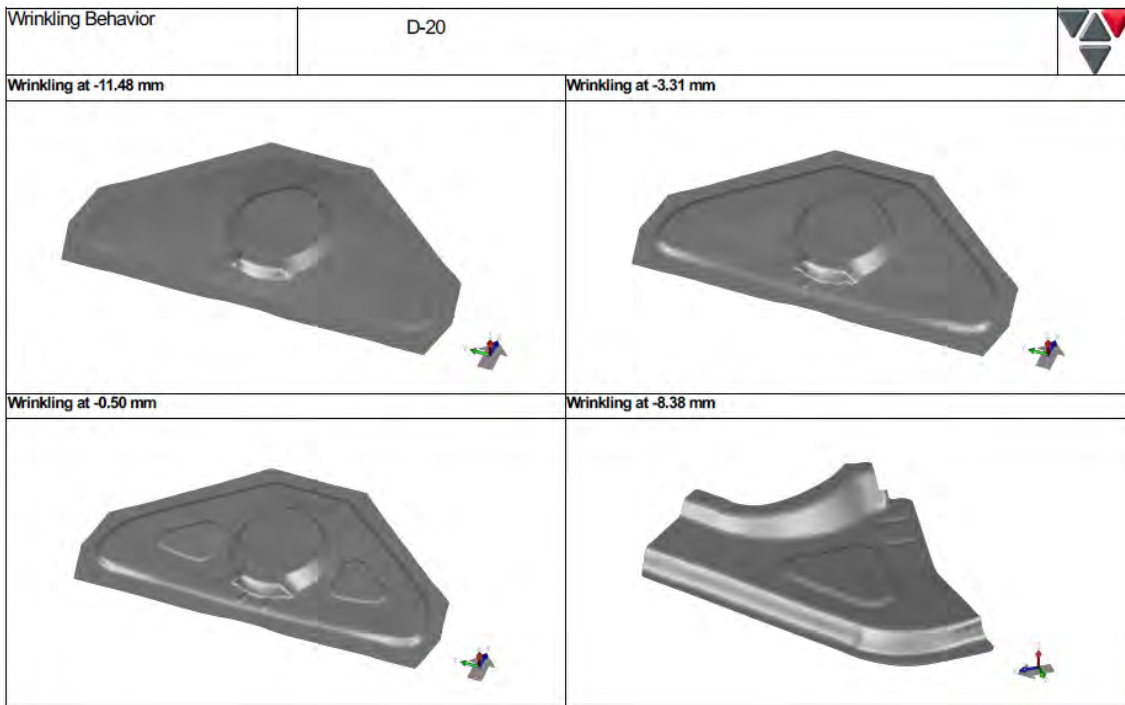 Wrinkling Behavior
D-20
Wrinkling at -11.48 mm
Wrinkling at -3.31 mm
Wrinkling at -0.50 mm
Wrinkling at -8.38 mm